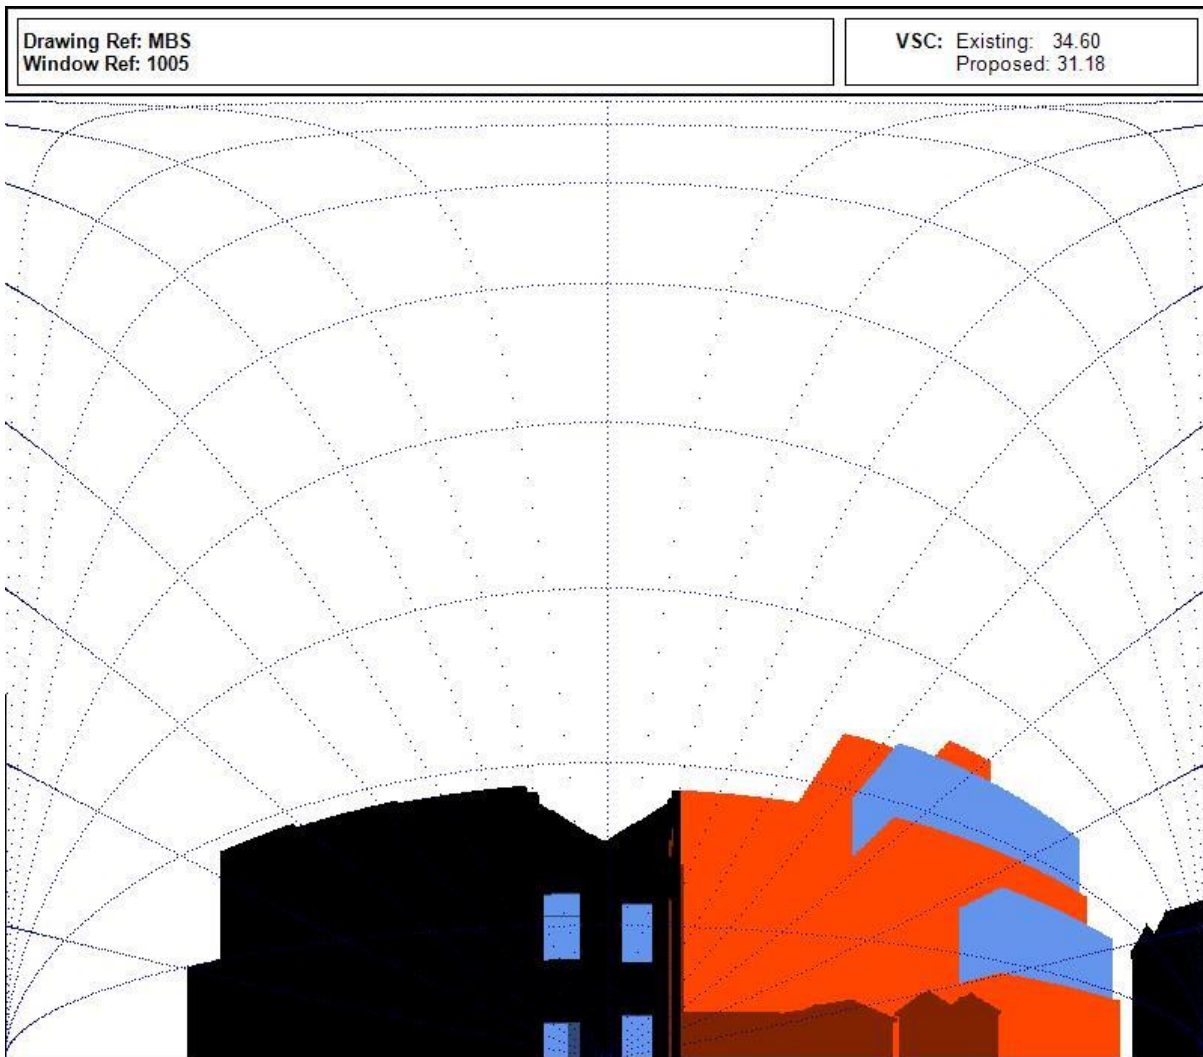 Drawing Ref: MBS
Window Ref: 1005
VSC: Existing: 34.60
Proposed: 31.18